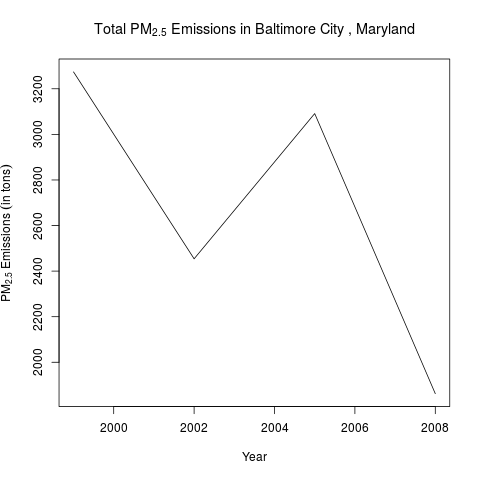 Total PM2.5 Emissions in Baltimore City , Maryland
PM2.5 Emissions (in tons)
3200
3000
2800
2600
2400
2200
2000
2000 2002 2004 2006 2008
Year